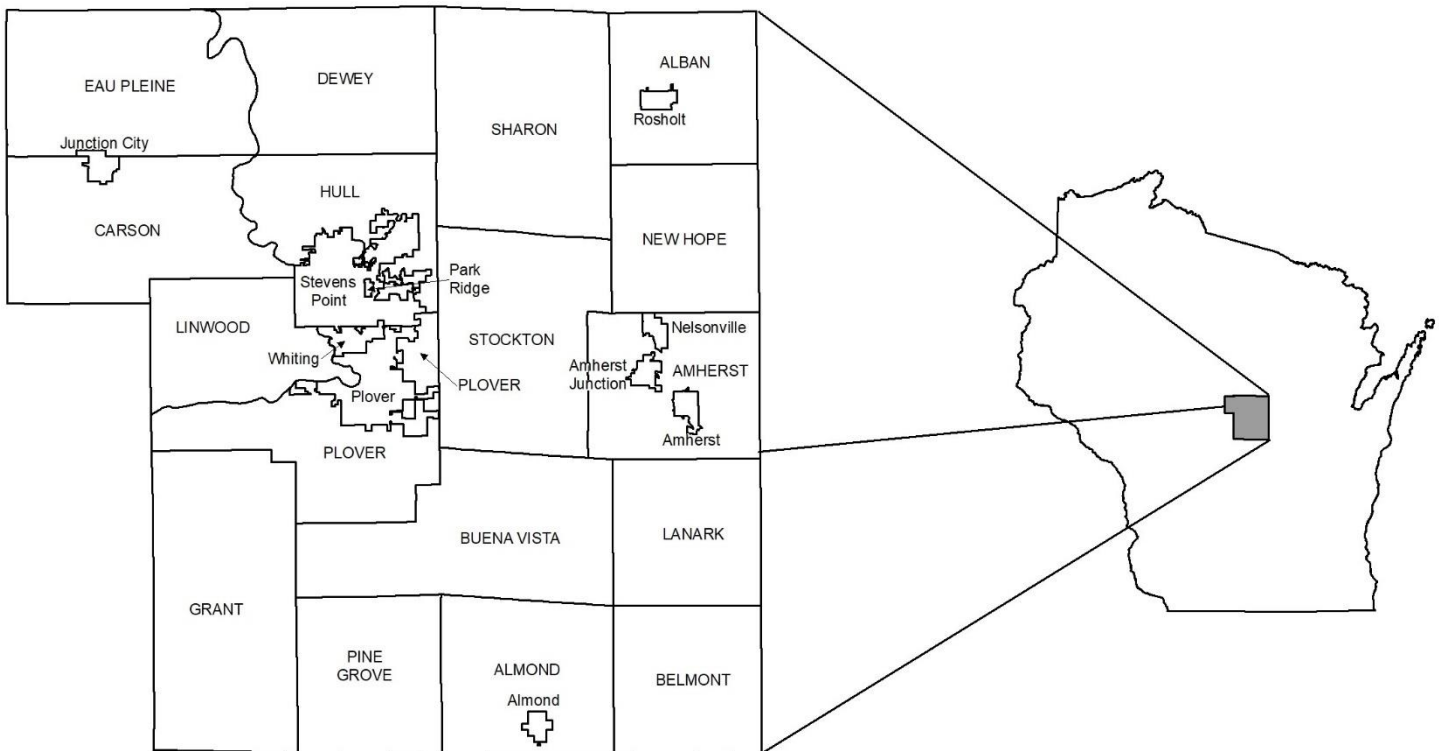 EAU PLEINE
DEWEY
SHARON
ALBAN
Rosholt
Junction City
HULL
CARSON
NEW HOPE
Stevens
Point
Park
Ridge
LINWOOD
Whiting
STOCKTON
Nelsonville
Amherst
Junction
AMHERST
PLOVER
Plover
Amherst
PLOVER
BUENA VISTA
LANARK
GRANT
PINE
GROVE
ALMOND
Almond
BELMONT